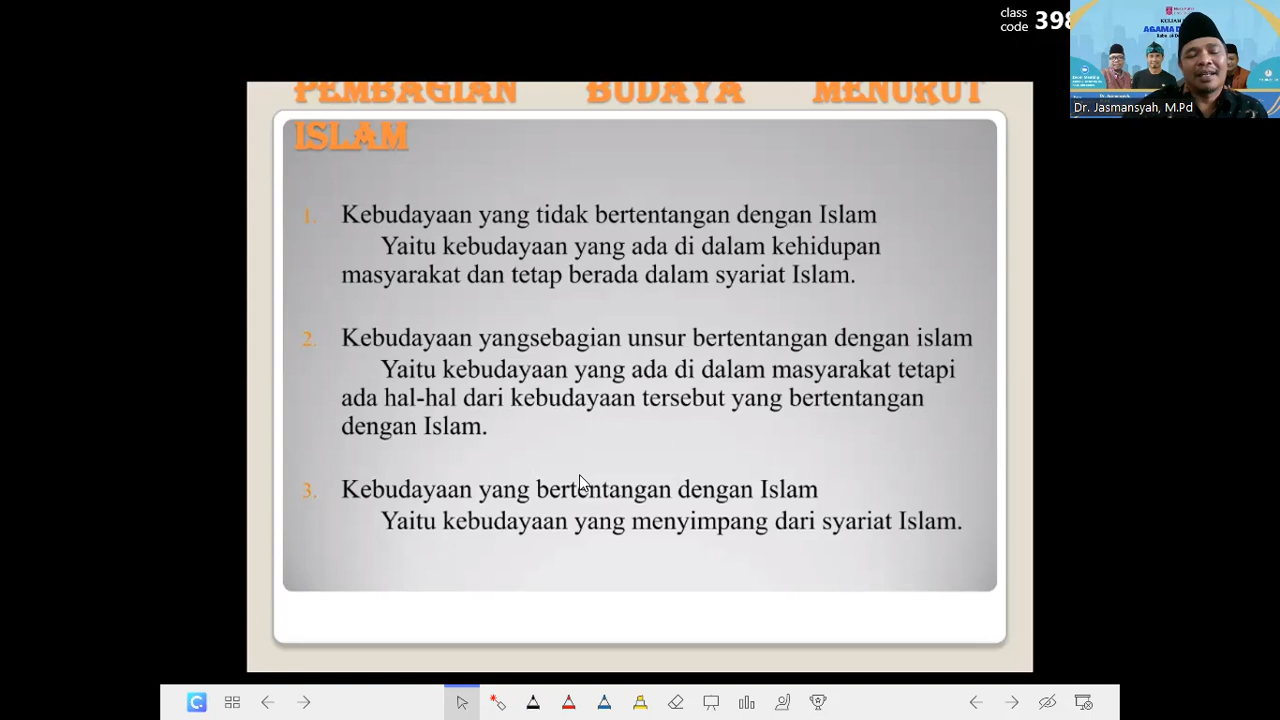 class
code 398
AGAMA
Dr. Jasmansyah, M.Pd
PEMBAGIAN BUDAYA MENURUT
ISLAM
1. Kebudayaan yang tidak bertentangan dengan Islam
Yaitu kebudayaan yang ada di dalam kehidupan
masyarakat dan tetap berada dalam syariat Islam.
2. Kebudayaan yangsebagian unsur bertentangan dengan islam
Yaitu kebudayaan yang ada di dalam masyarakat tetapi
ada hal-hal dari kebudayaan tersebut yang bertentangan
dengan Islam.
3. Kebudayaan yang bertentangan dengan Islam
Yaitu kebudayaan yang menyimpang dari syariat Islam.